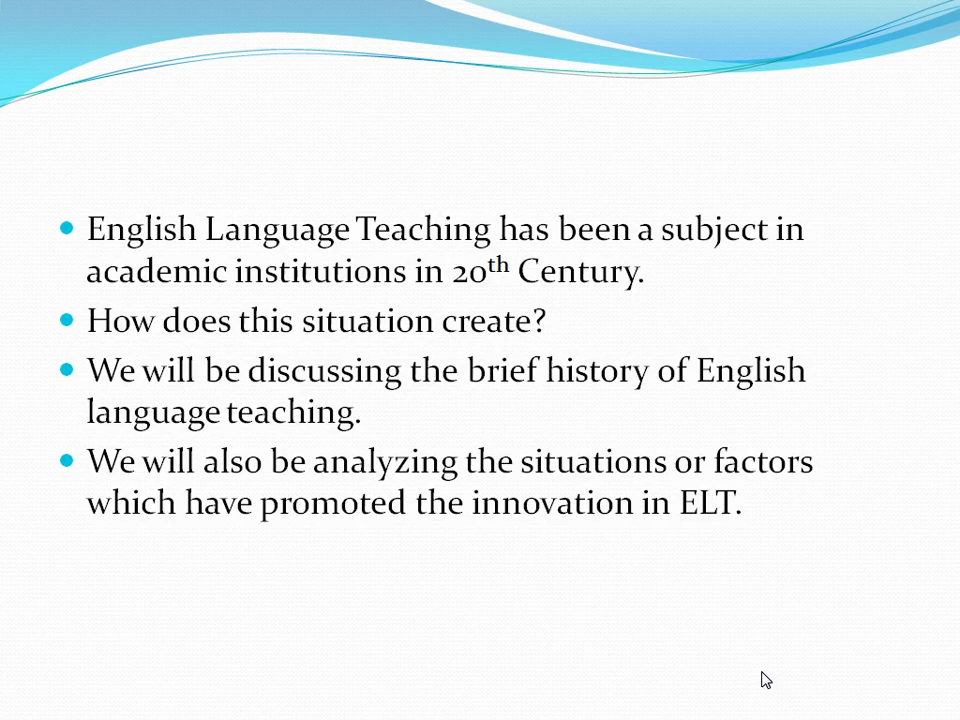 • English Language Teaching has been a subject in
academic institutions in 20th Century.
• How does this situation create?
• We will be discussing the brief history of English
language teaching.
• We will also be analyzing the situations or factors
which have promoted the innovation in ELT.